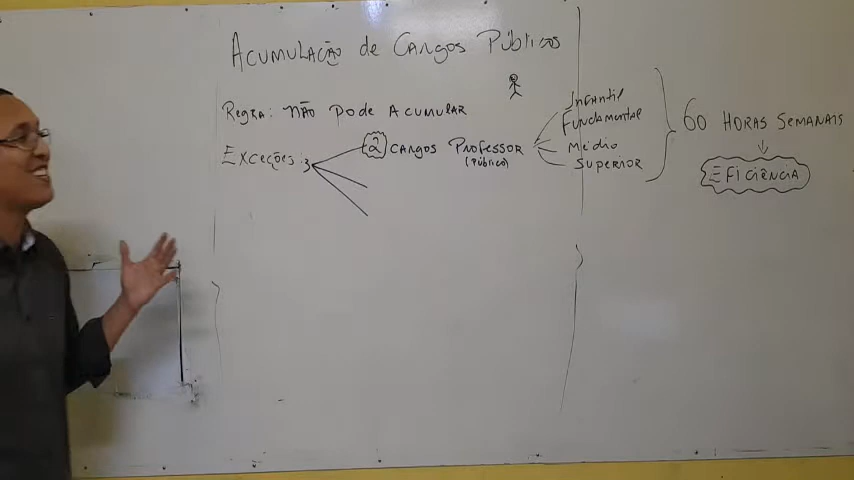 Acumulação de Cargos Públicos
Regra: não pode Acumular
Exceções: 3
2 cargos Professor
(Público)
Infantil
Fundamental
Médio
Superior
60 Horas Semanais
Eficiência